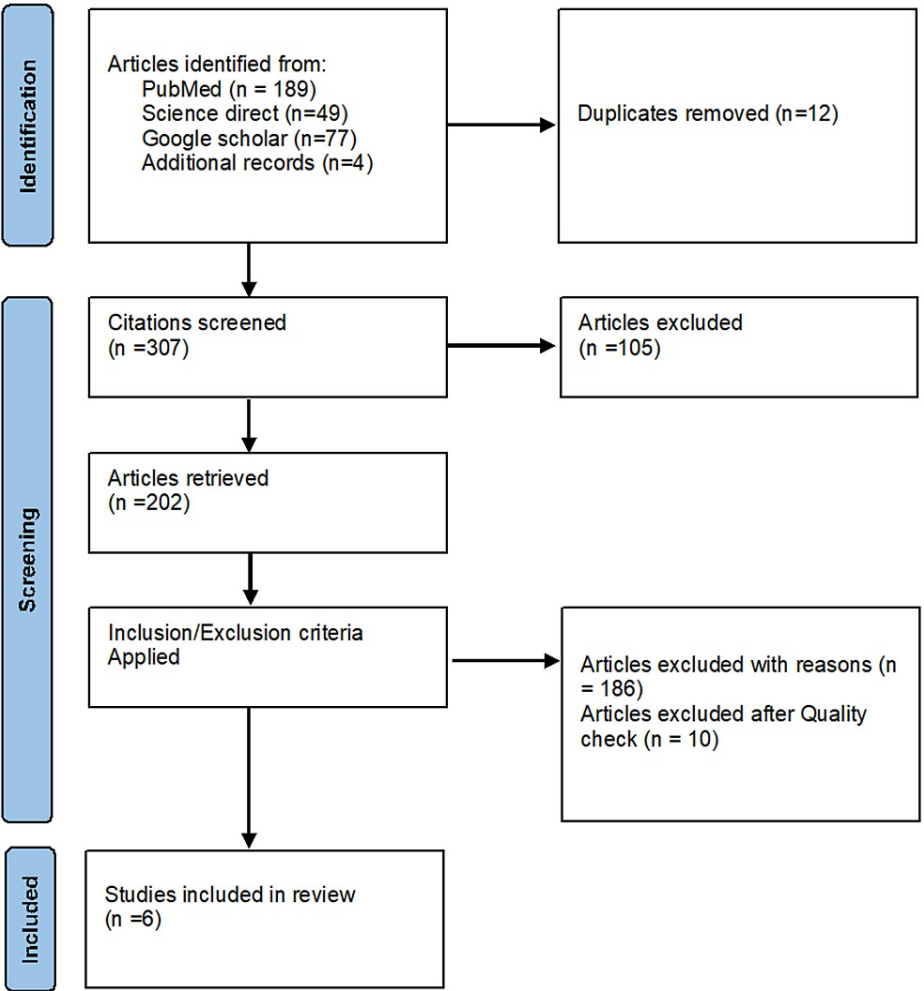 Identification
Articles identified from:
PubMed (n = 189)
Science direct (n=49)
Google scholar (n=77)
Additional records (n=4)
Duplicates removed (n=12)
Screening
Citations screened
(n =307)
Articles excluded
(n =105)
Articles retrieved
(n =202)
Inclusion/Exclusion criteria
Applied
Articles excluded with reasons (n
= 186)
Articles excluded after Quality
check (n = 10)
Included
Studies included in review
(n =6)